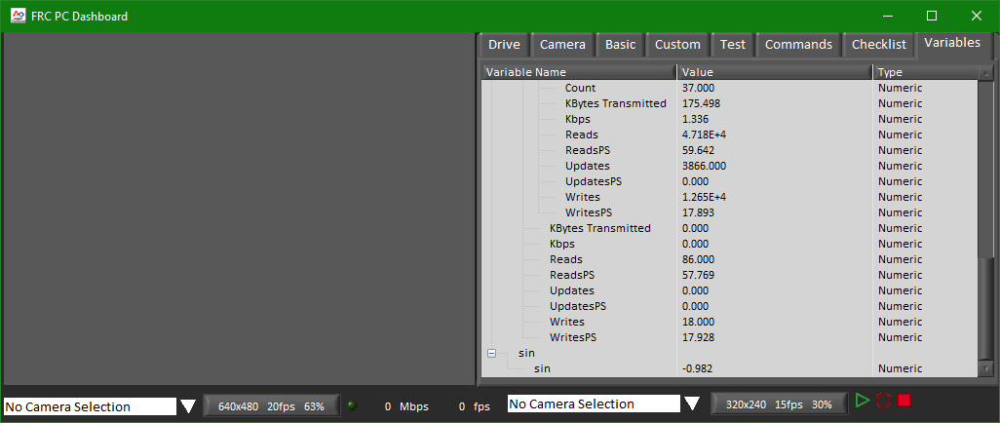 FRC PC Dashboard
Drive Camera Basic Custom Test Commands Checklist Variables
Variable Name Value Type
Count 37.000 Numeric
KBytes Transmitted 175.498 Numeric
Kbps 1.336 Numeric
Reads 4.718E+4 Numeric
ReadsPS 59.642 Numeric
Updates 3866.000 Numeric
UpdatesPS 0.000 Numeric
Writes 1.265E+4 Numeric
WritesPS 17.893 Numeric
KBytes Transmitted 0.000 Numeric
Kbps 0.000 Numeric
Reads 86.000 Numeric
ReadsPS 57.769 Numeric
Updates 0.000 Numeric
UpdatesPS 0.000 Numeric
Writes 18.000 Numeric
WritesPS 17.928 Numeric
sin
sin -0.982 Numeric
No Camera Selection 640x480 20fps 63% 0 Mbps 0 fps No Camera Selection 320x240 15fps 30%